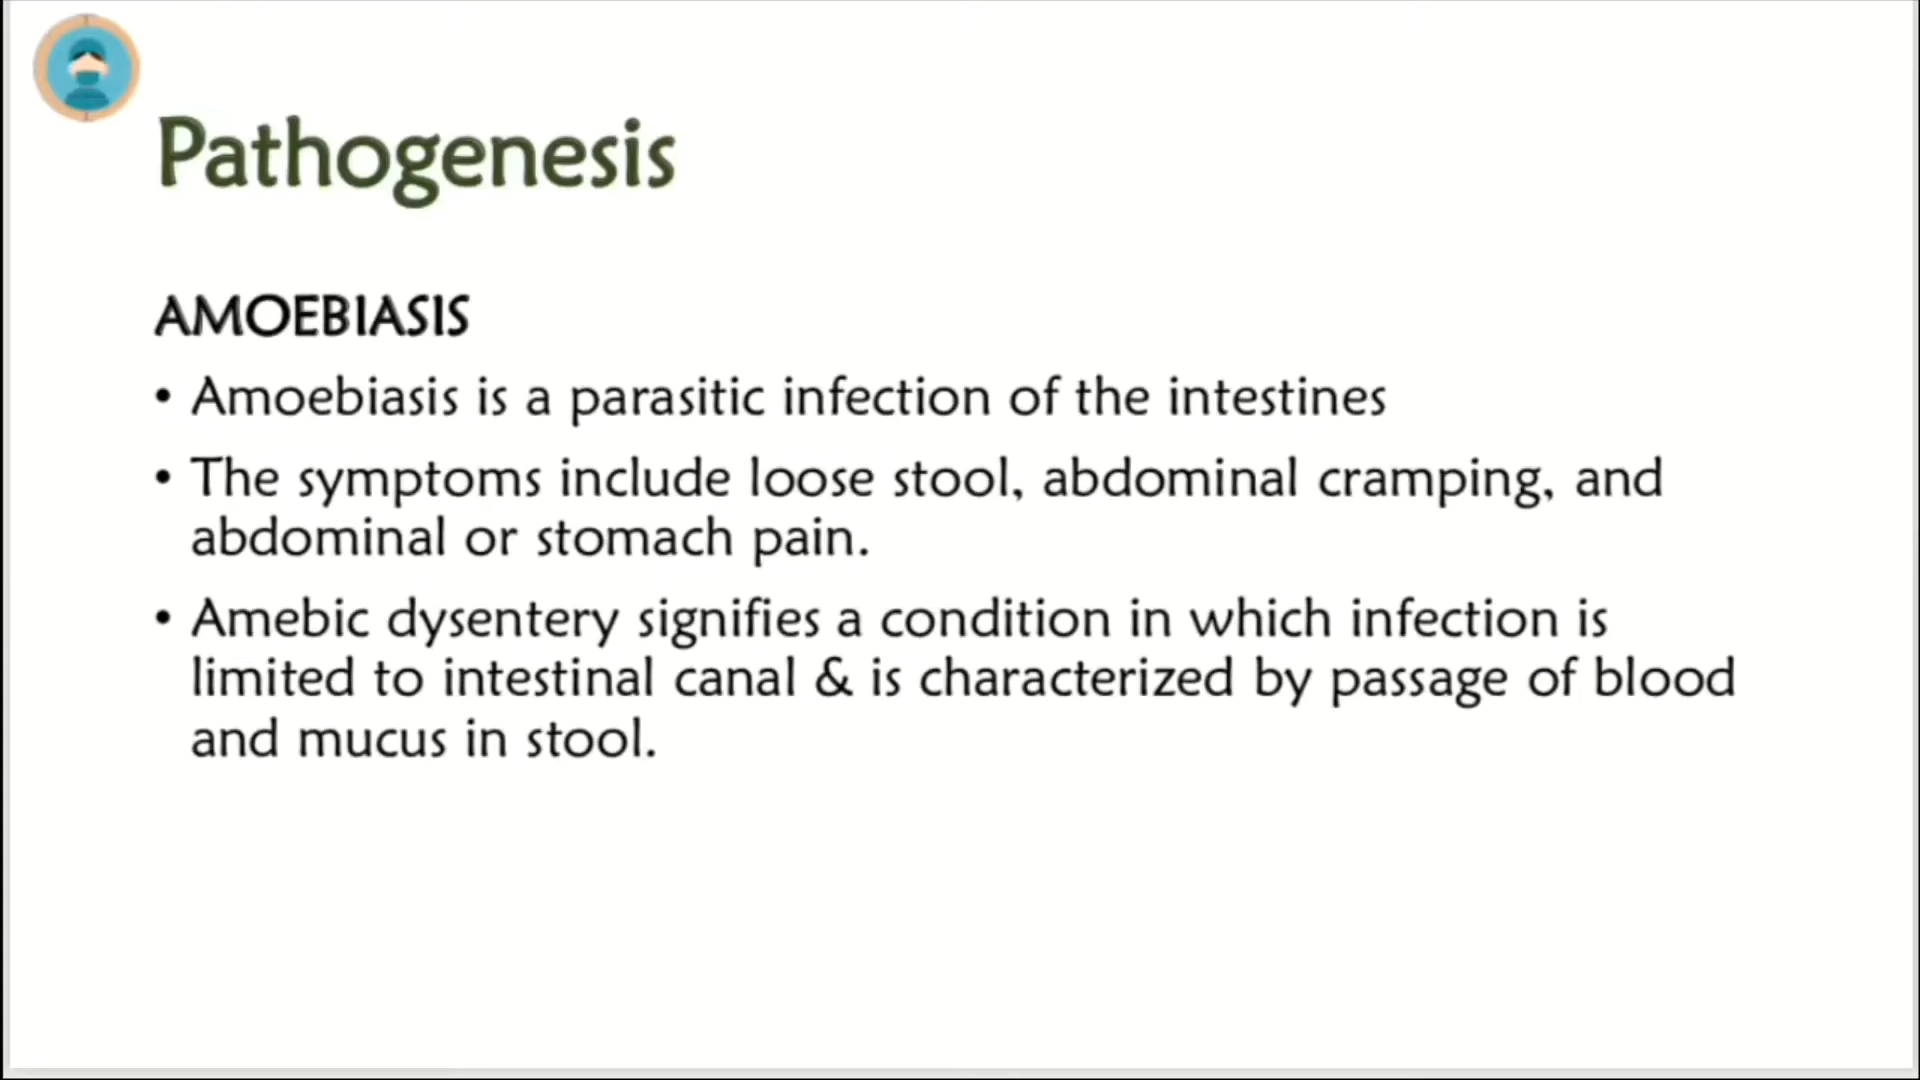 Pathogenesis
AMOEBIASIS
• Amoebiasis is a parasitic infection of the intestines
• The symptoms include loose stool, abdominal cramping, and
abdominal or stomach pain.
• Amebic dysentery signifies a condition in which infection is
limited to intestinal canal & is characterized by passage of blood
and mucus in stool.